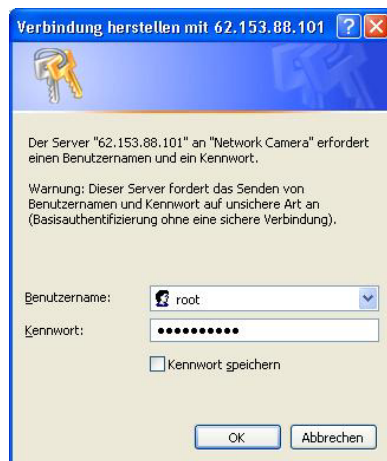 Verbindung herstellen mit 62.153.88.101
Der Server "62.153.88.101" an "Network Camera" erfordert
einen Benutzernamen und ein Kennwort.
Warnung: Dieser Server fordert das Senden von
Benutzernamen und Kennwort auf unsichere Art an
(Basisauthentifizierung ohne eine sichere Verbindung).
Benutzername: root
Kennwort: ●●●●●●●●●●
Kennwort speichern
OK Abbrechen